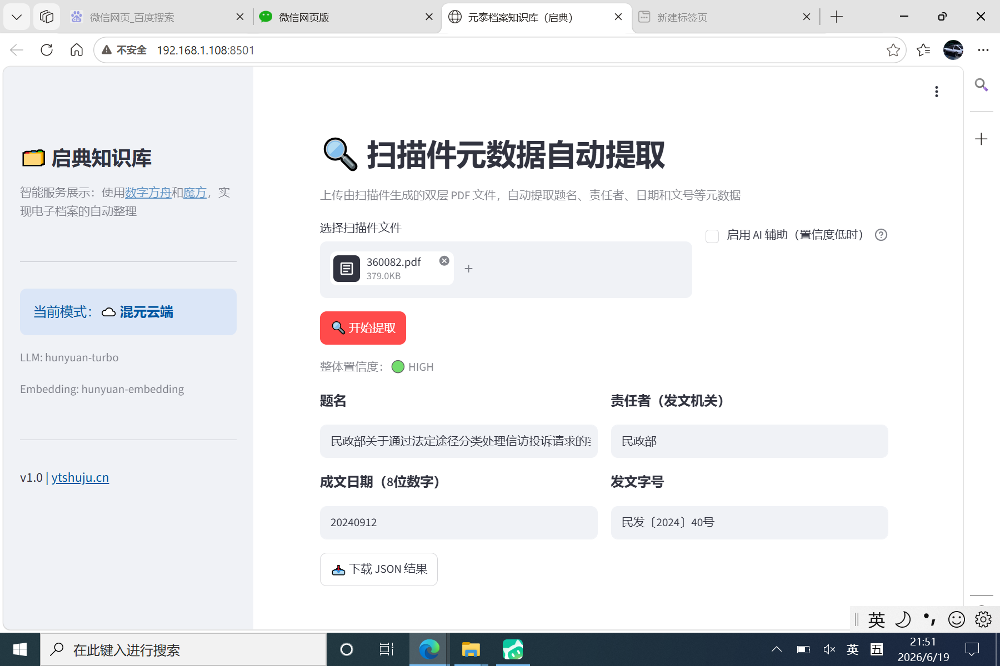 微信网页_百度搜索
微信网页版
元泰档案知识库（启典）
新建标签页
不安全
192.168.1.108:8501
启典知识库
智能服务展示：使用数字方舟和魔方，实
现电子档案的自动整理
当前模式：混元云端
LLM: hunyuan-turbo
Embedding: hunyuan-embedding
v1.0 | ytshuju.cn
扫描件元数据自动提取
上传由扫描件生成的双层 PDF 文件，自动提取题名、责任者、日期和文号等元数据
选择扫描件文件
启用 AI 辅助（置信度低时）
360082.pdf
379.0KB
开始提取
整体置信度： HIGH
题名
责任者（发文机关）
民政部关于通过法定途径分类处理信访投诉请求的
民政部
成文日期（8位数字）
发文字号
20240912
民发〔2024〕40号
下载 JSON 结果
英
在此键入进行搜索
英
五
21:51
2026/6/19